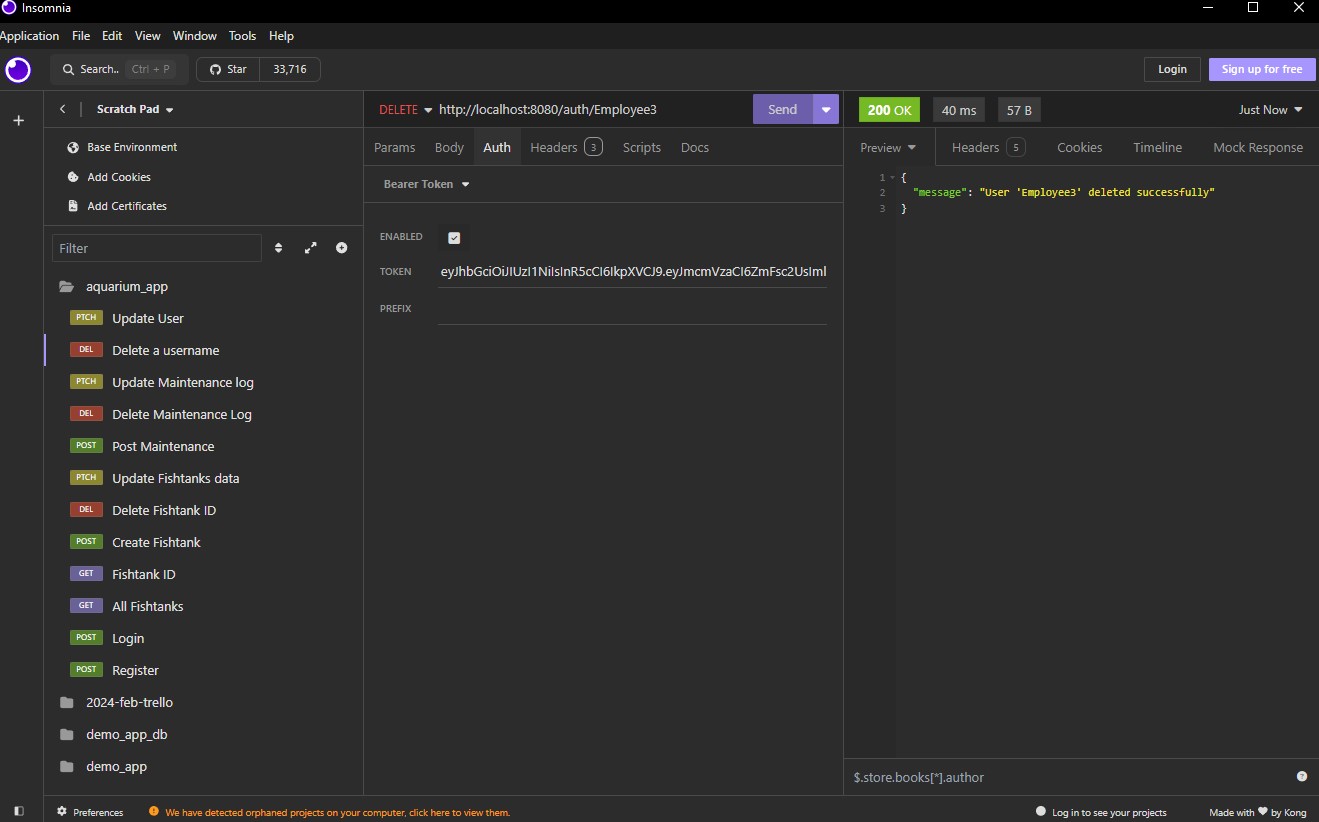 Insomnia
Application File Edit View Window Tools Help
Search.. Ctrl + P Star 33,716 Login Sign up for free
Scratch Pad
Base Environment
Add Cookies
Add Certificates
Filter
aquarium_app
PTCH Update User
DEL Delete a username
PTCH Update Maintenance log
DEL Delete Maintenance Log
POST Post Maintenance
PTCH Update Fishtanks data
DEL Delete Fishtank ID
POST Create Fishtank
GET Fishtank ID
GET All Fishtanks
POST Login
POST Register
2024-feb-trello
demo_app_db
demo_app
DELETE http://localhost:8080/auth/Employee3 Send
Params Body Auth Headers 3 Scripts Docs
Bearer Token
ENABLED
TOKEN
PREFIX
200 OK 40 ms 57 B Just Now
Preview Headers 5 Cookies Timeline Mock Response
1 {
2 "message": "User 'Employee3' deleted successfully"
3 }
$.store.books[*].author
Preferences We have detected orphaned projects on your computer, click here to view them. Log in to see your projects Made with by Kong